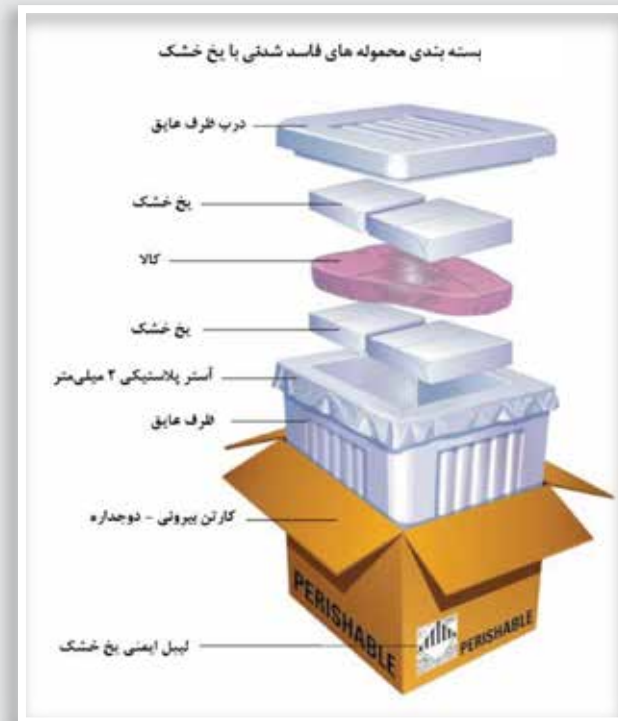 بسته بندی محموله های فاسد شدنی با یخ خشک
درب ظرف عایق
یخ خشک
کالا
یخ خشک
آستر پلاستیکی ۲ میلی‌متر
ظرف عایق
کارتن بیرونی - دوجداره
لیبل ایمنی یخ خشک
PERISHABLE
PERISHABLE